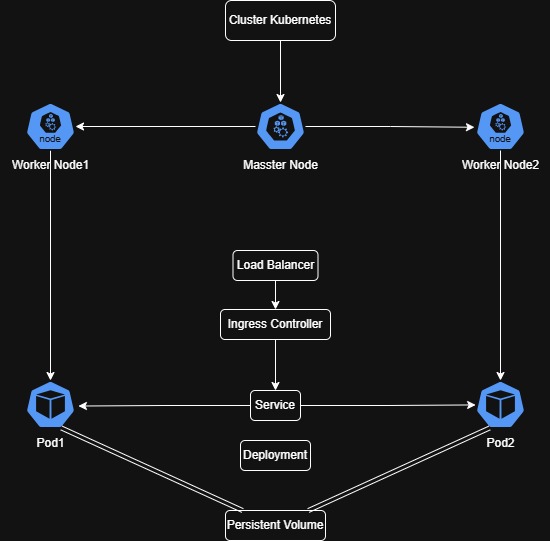 Cluster Kubernetes
node
node
Worker Node1
Masster Node
Worker Node2
Load Balancer
Ingress Controller
Service
Pod1
Pod2
Deployment
Persistent Volume